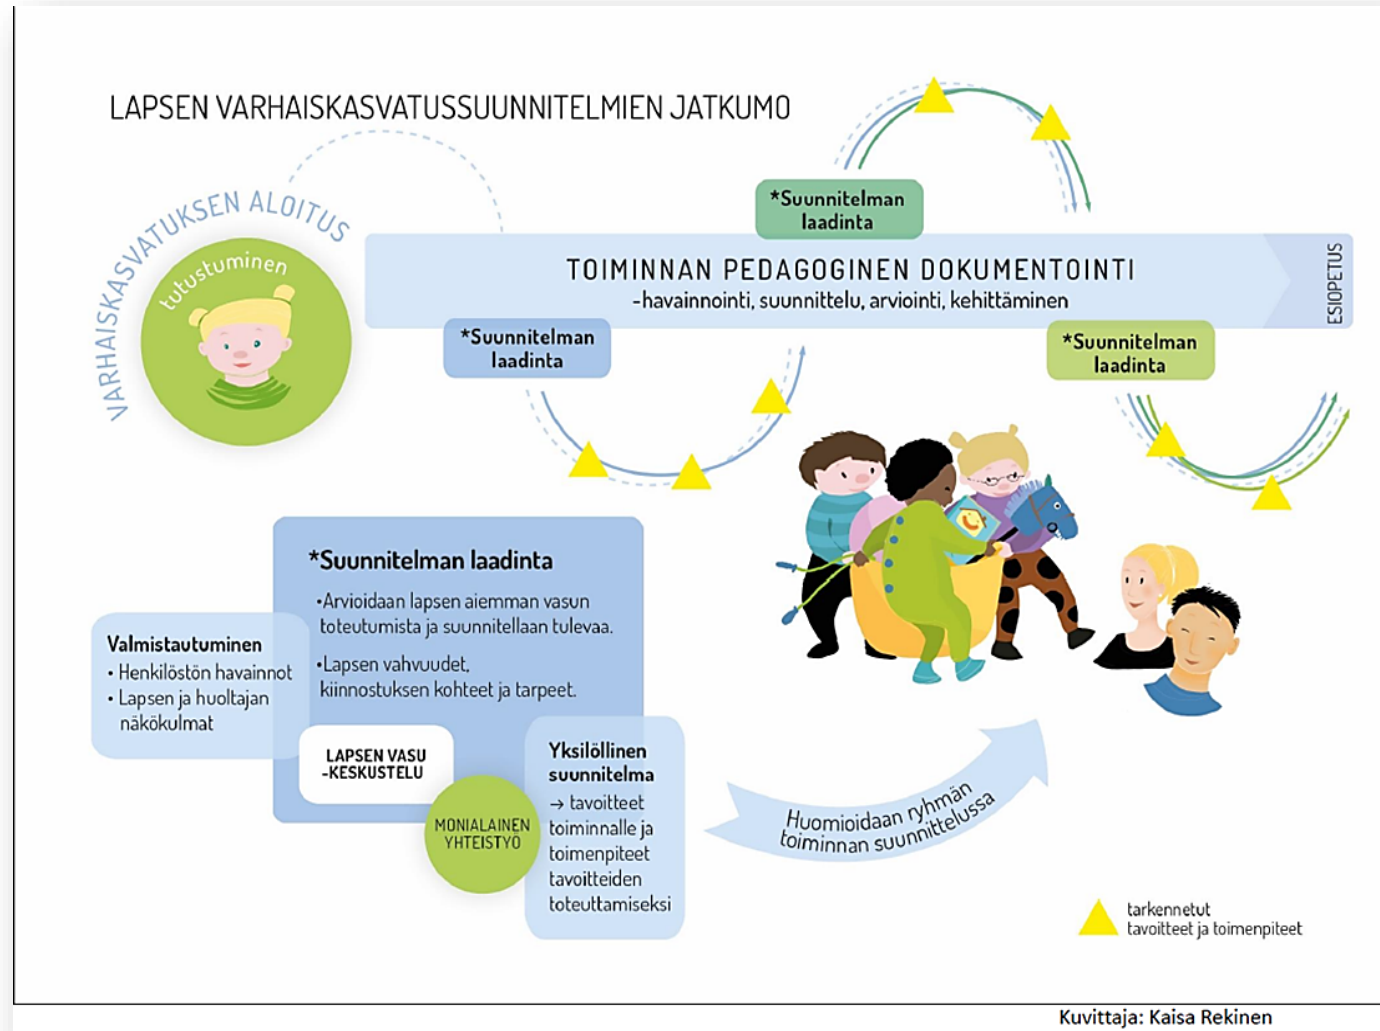 LAPSEN VARHAISKASVATUSSUUNNITELMIEN JATKUMO
VARHAISKASVATUKSEN ALOITUS
tutustuminen
*Suunnitelman
laadinta
TOIMINNAN PEDAGOGINEN DOKUMENTOINTI
-havainnointi, suunnittelu, arviointi, kehittäminen
ESIOPETUS
*Suunnitelman
laadinta
*Suunnitelman
laadinta
*Suunnitelman laadinta
•Arvioidaan lapsen aiemman vasun
toteutumista ja suunnitellaan tulevaa.
•Lapsen vahvuudet,
kiinnostuksen kohteet ja tarpeet.
Valmistautuminen
• Henkilöstön havainnot
• Lapsen ja huoltajan
näkökulmat
LAPSEN VASU
-KESKUSTELU
MONIALAINEN
YHTEISTYÖ
Yksilöllinen
suunnitelma
→ tavoitteet
toiminnalle ja
toimenpiteet
tavoitteiden
toteuttamiseksi
Huomioidaan ryhmän
toiminnan suunnittelussa
tarkennetut
tavoitteet ja toimenpiteet
Kuvittaja: Kaisa Rekinen